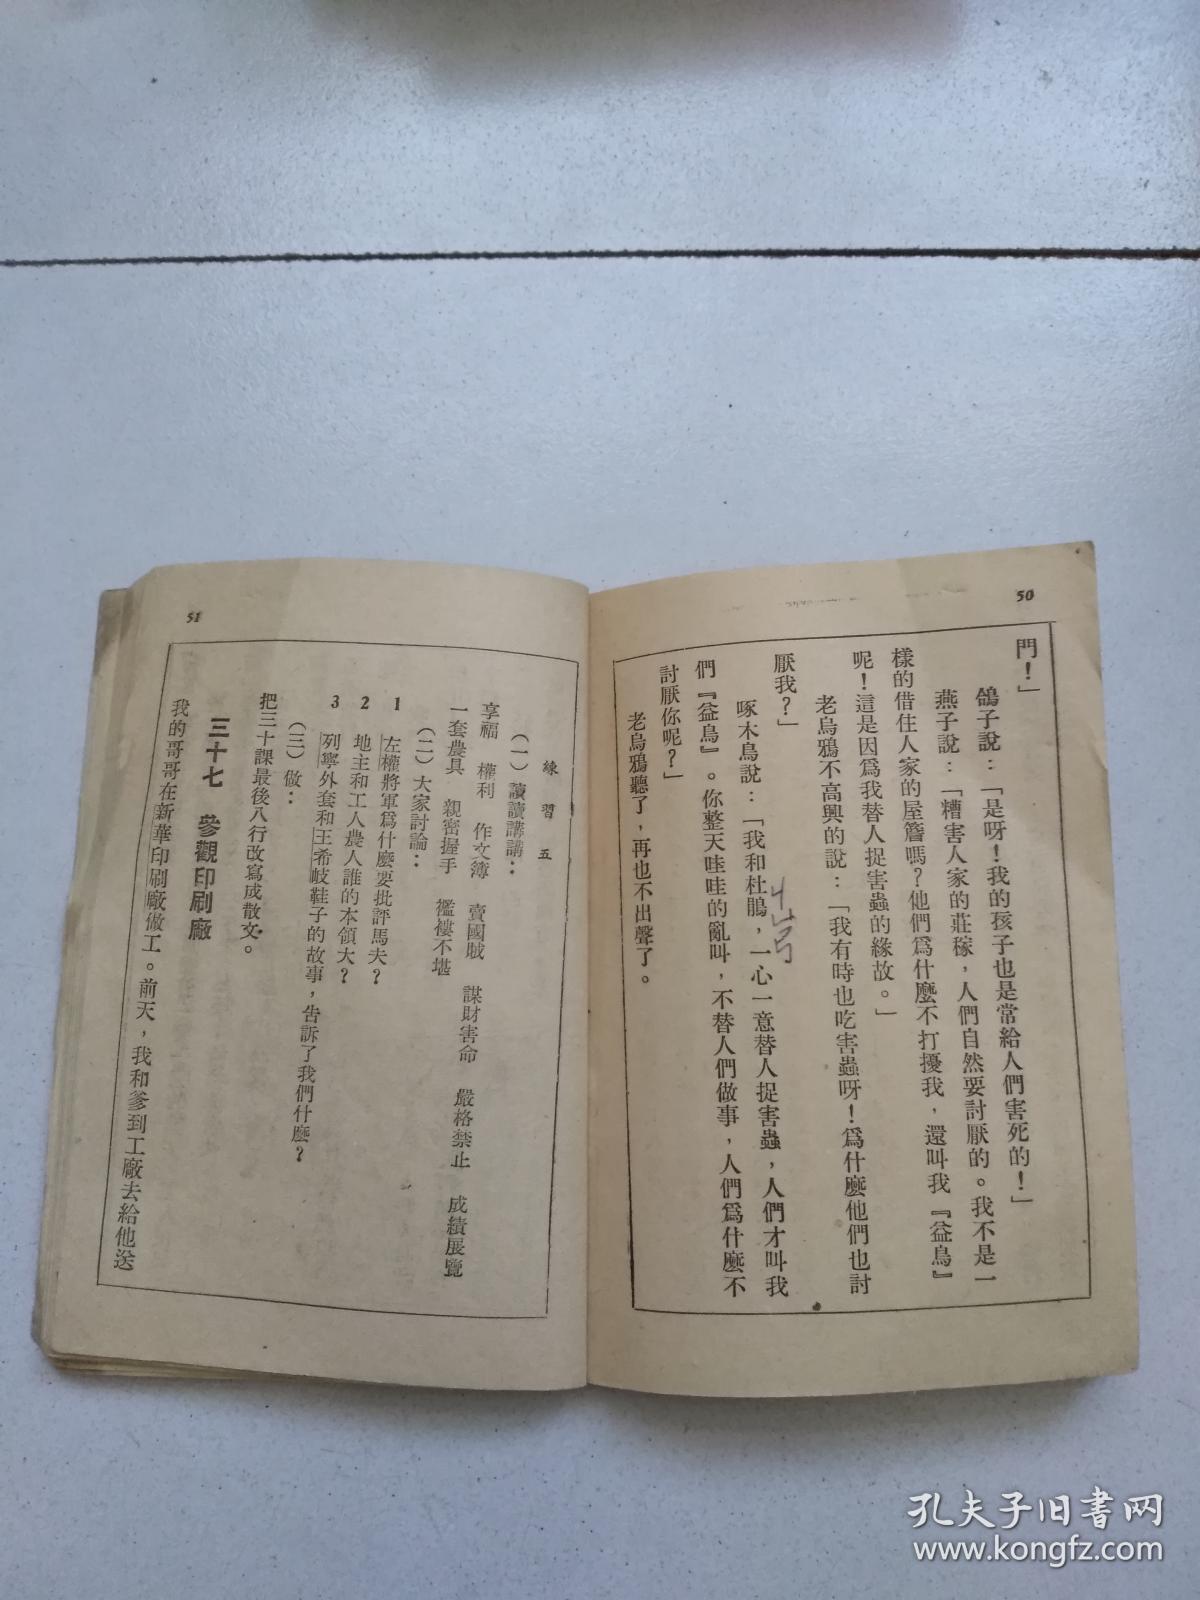 50
門！」
鴿子說：「是呀！我的孩子也是常給人們害死的！」
燕子說：「糟害人家的莊稼，人們自然要討厭的。我不是一
樣的借住人家的屋簷嗎？他們爲什麼不打擾我，還叫我『益鳥』
呢！這是因爲我替人捉害蟲的緣故。」
老烏鴉不高興的說：「我有時也吃害蟲呀！爲什麼他們也討
厭我？」
啄木鳥說：「我和杜鵑，一心一意替人捉害蟲，人們才叫我
們『益鳥』。你整天哇哇的亂叫，不替人們做事，人們爲什麼不
討厭你呢？」
老烏鴉聽了，再也不出聲了。
51
練習五
（一）讀讀講講：
享福　權利　作文簿　賣國賊　謀財害命　嚴格禁止　成績展覽
一套農具　親密握手　襤褸不堪
（二）大家討論：
1　左權將軍爲什麼要批評馬夫？
2　地主和工人農人誰的本領大？
3　列寧外套和王希岐鞋子的故事，告訴了我們什麼？
（三）做：
把三十課最後八行改寫成散文。
三十七　參觀印刷廠
我的哥哥在新華印刷廠做工。前天，我和爹到工廠去給他送
孔夫子旧书网
www.kongfz.com